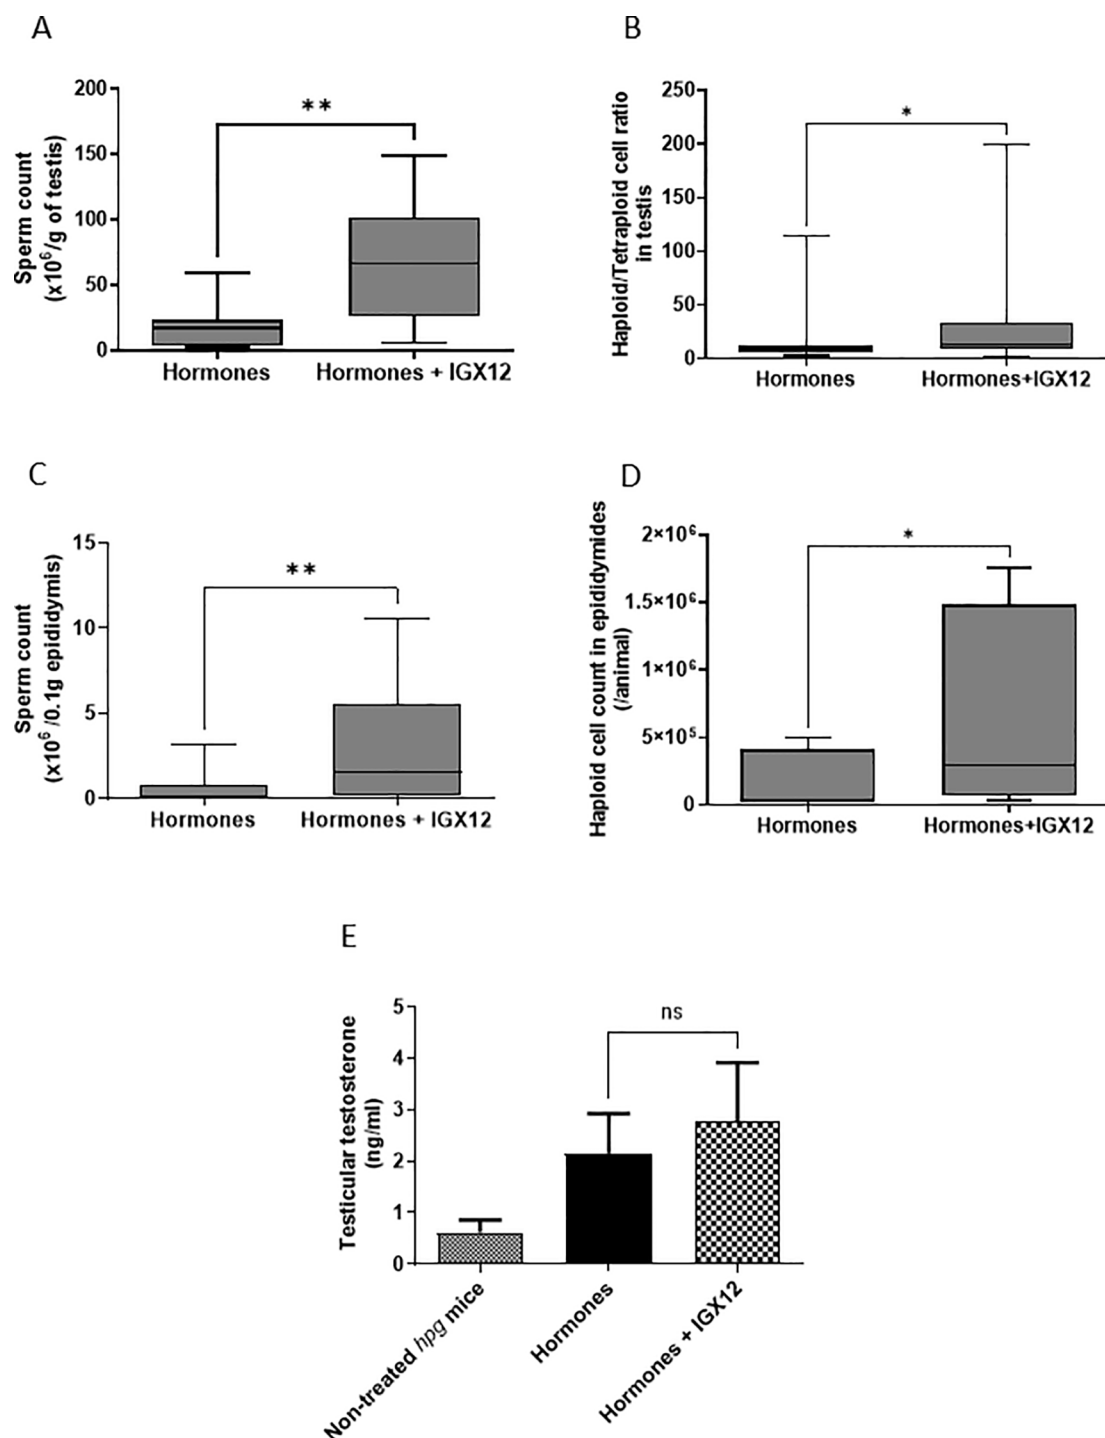 A
Sperm count
(x10⁶/g of testis)
200
150
100
50
0
**
Hormones
Hormones + IGX12
B
Haploid/Tetraploid cell ratio
in testis
250
200
150
100
50
0
*
Hormones
Hormones+IGX12
C
Sperm count
(x10⁶ /0.1g epididymis)
15
10
5
0
**
Hormones
Hormones + IGX12
D
Haploid cell count in epididymides
(/animal)
2×10⁶
1.5×10⁶
1×10⁶
5×10⁵
0
*
Hormones
Hormones+IGX12
E
Testicular testosterone
(ng/ml)
5
4
3
2
1
0
ns
Non-treated hpg mice
Hormones
Hormones + IGX12